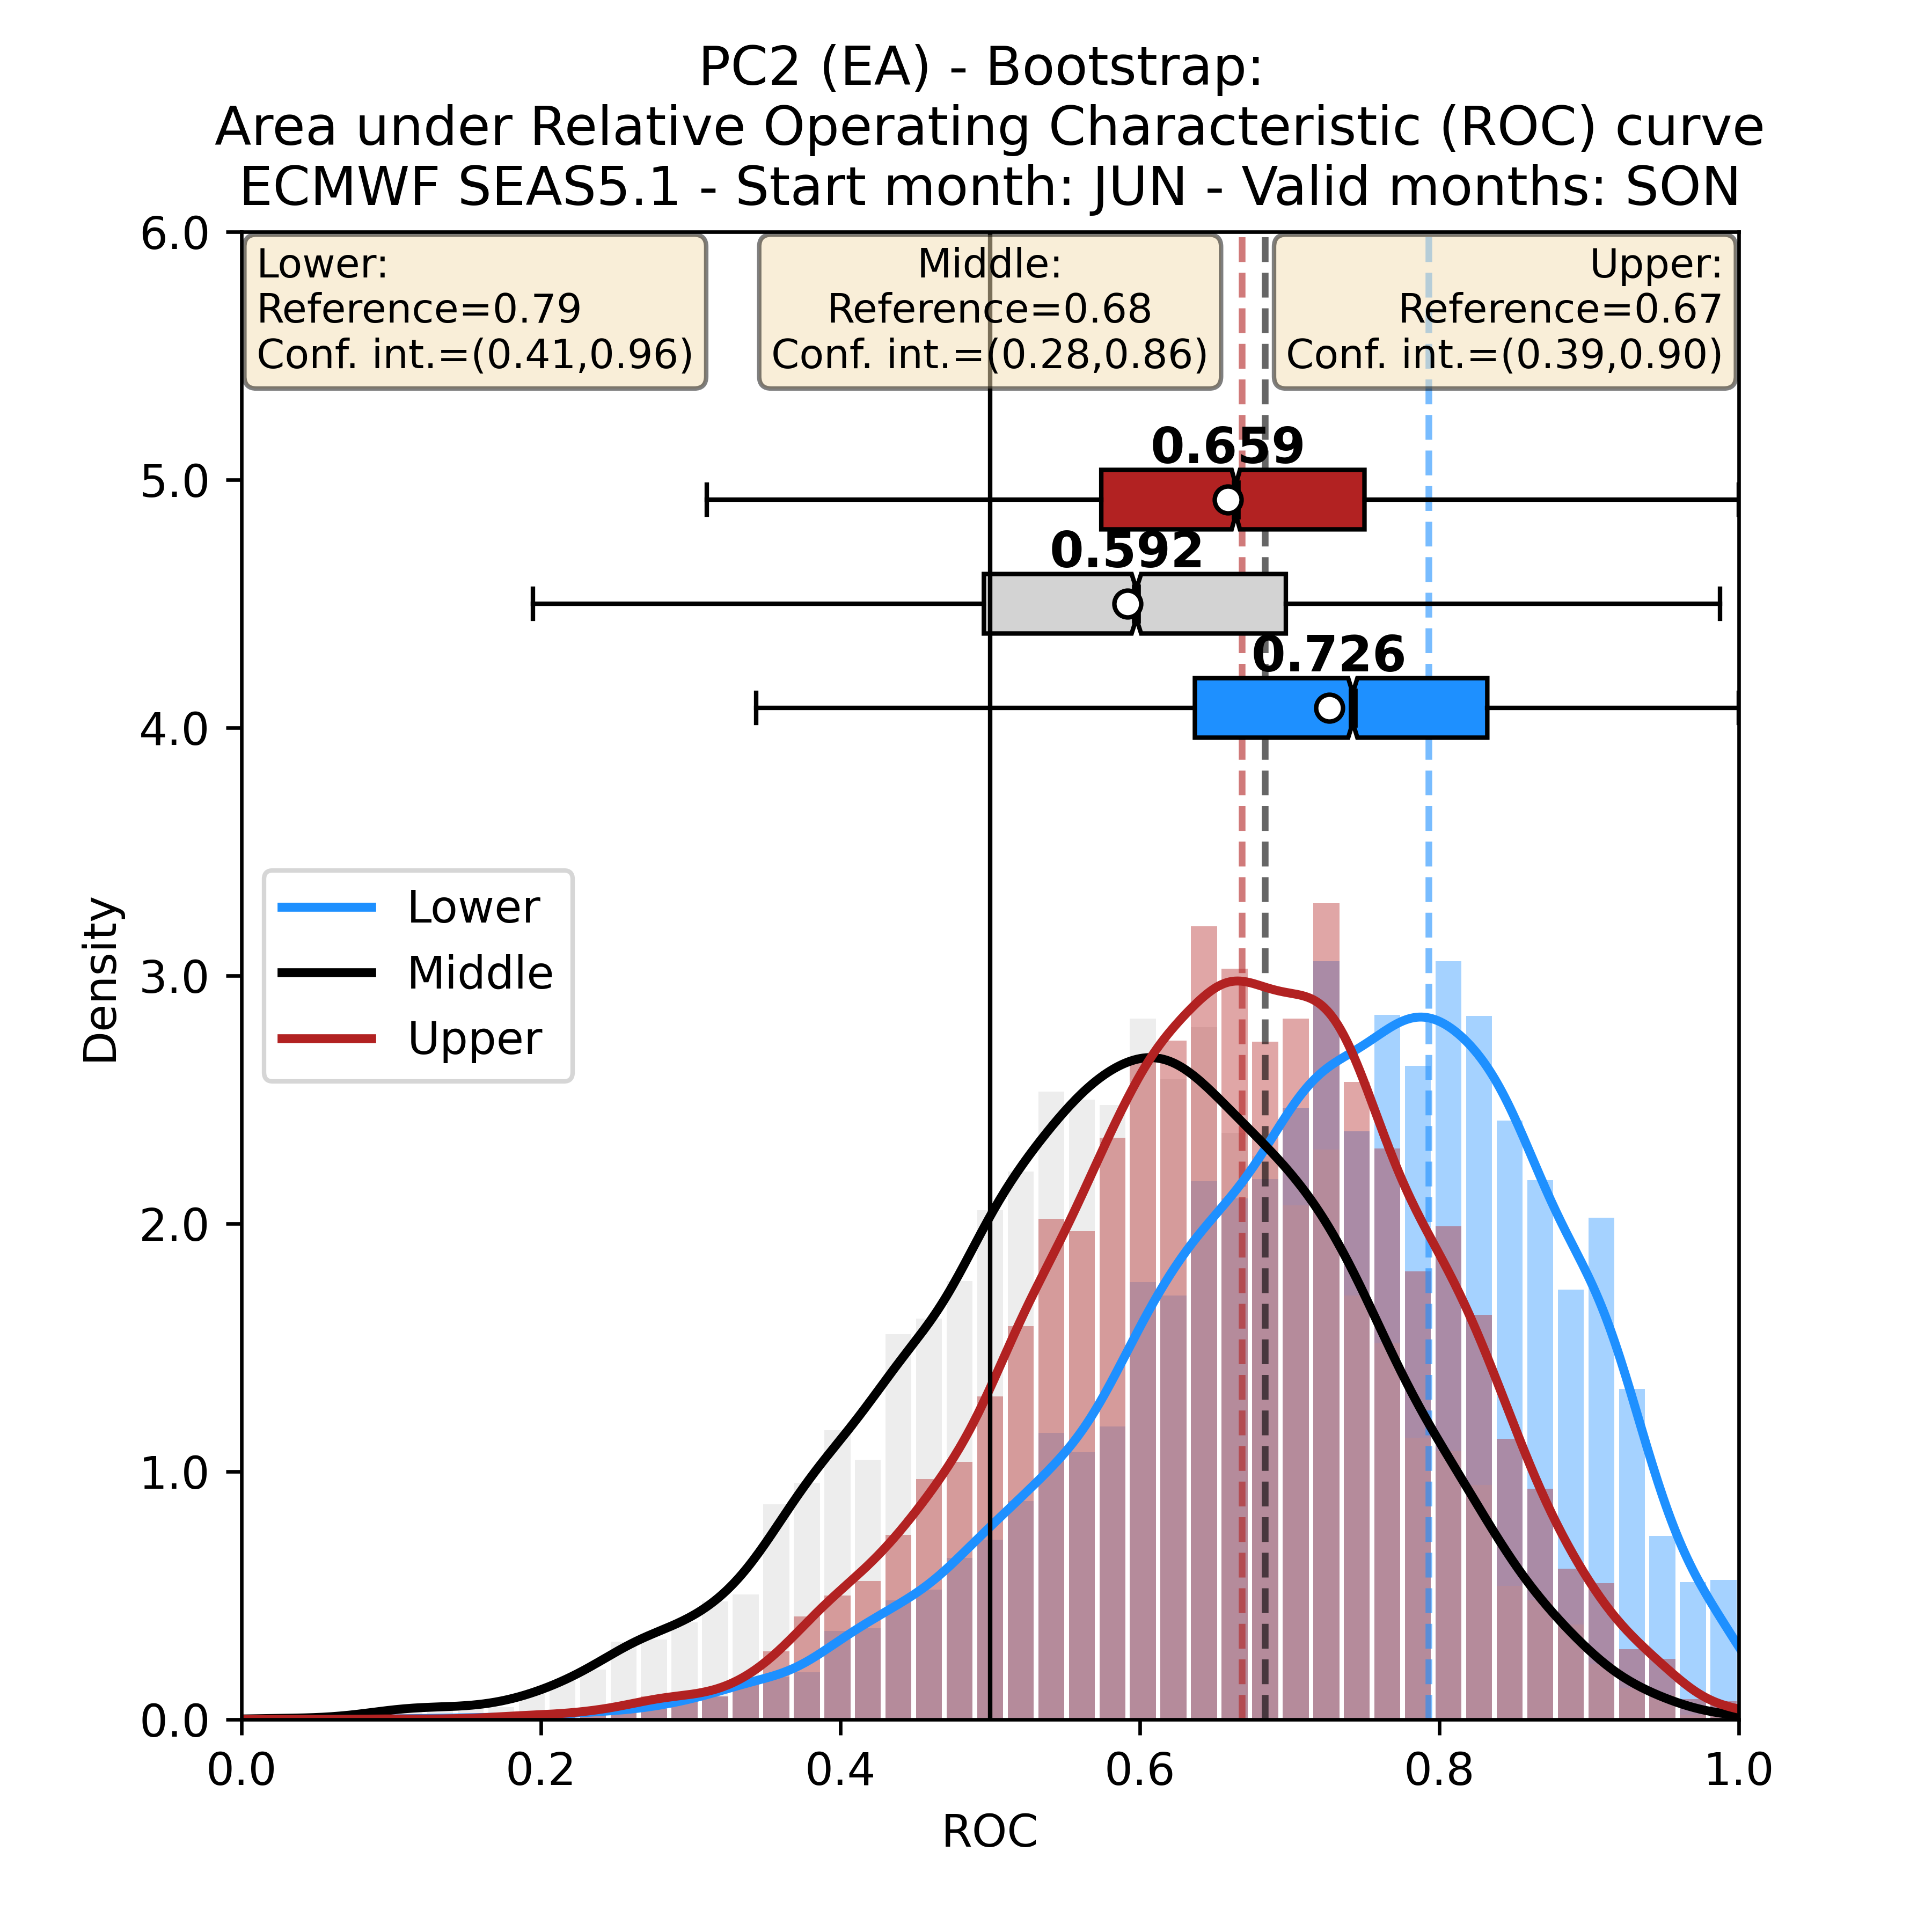 PC2 (EA) - Bootstrap:
Area under Relative Operating Characteristic (ROC) curve
ECMWF SEAS5.1 - Start month: JUN - Valid months: SON
Lower:
Reference=0.79
Conf. int.=(0.41,0.96)
Middle:
Reference=0.68
Conf. int.=(0.28,0.86)
Upper:
Reference=0.67
Conf. int.=(0.39,0.90)
0.659
0.592
0.726
Lower
Middle
Upper
Density
6.0
5.0
4.0
3.0
2.0
1.0
0.0
0.0 0.2 0.4 0.6 0.8 1.0
ROC